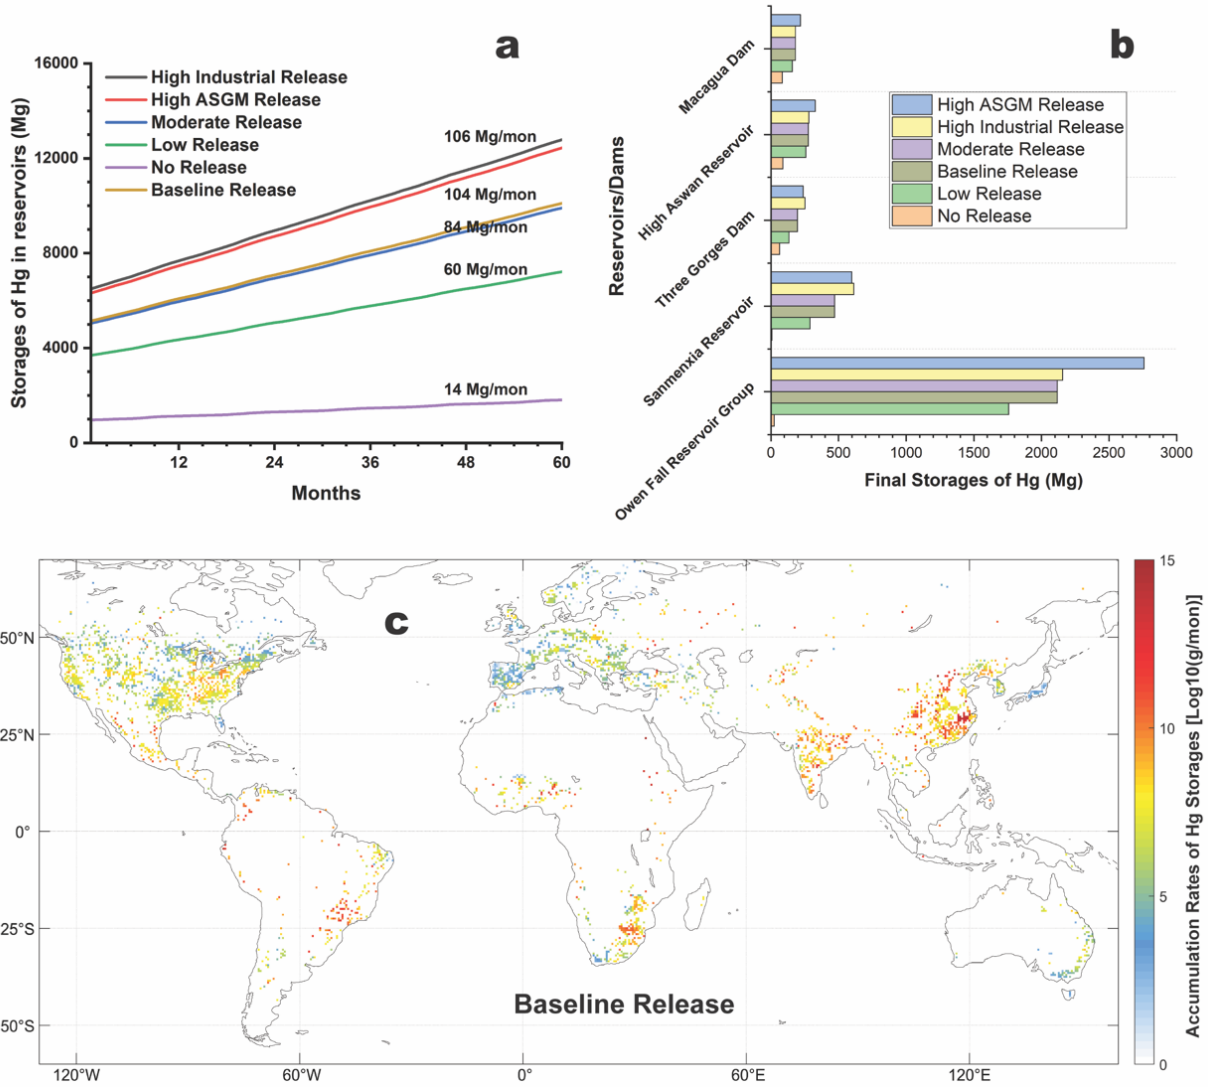 a
Storages of Hg in reservoirs (Mg)
16000
12000
8000
4000
0
High Industrial Release
High ASGM Release
Moderate Release
Low Release
No Release
Baseline Release
106 Mg/mon
104 Mg/mon
84 Mg/mon
60 Mg/mon
14 Mg/mon
12
24
36
48
60
Months
b
Reservoirs/Dams
Macagua Dam
High Aswan Reservoir
Three Gorges Dam
Sanmenxia Reservoir
Owen Fall Reservoir Group
High ASGM Release
High Industrial Release
Moderate Release
Baseline Release
Low Release
No Release
0
500
1000
1500
2000
2500
3000
Final Storages of Hg (Mg)
c
50°N
25°N
0°
25°S
50°S
Baseline Release
120°W
60°W
0°
60°E
120°E
15
10
5
0
Accumulation Rates of Hg Storages [Log10(g/mon)]